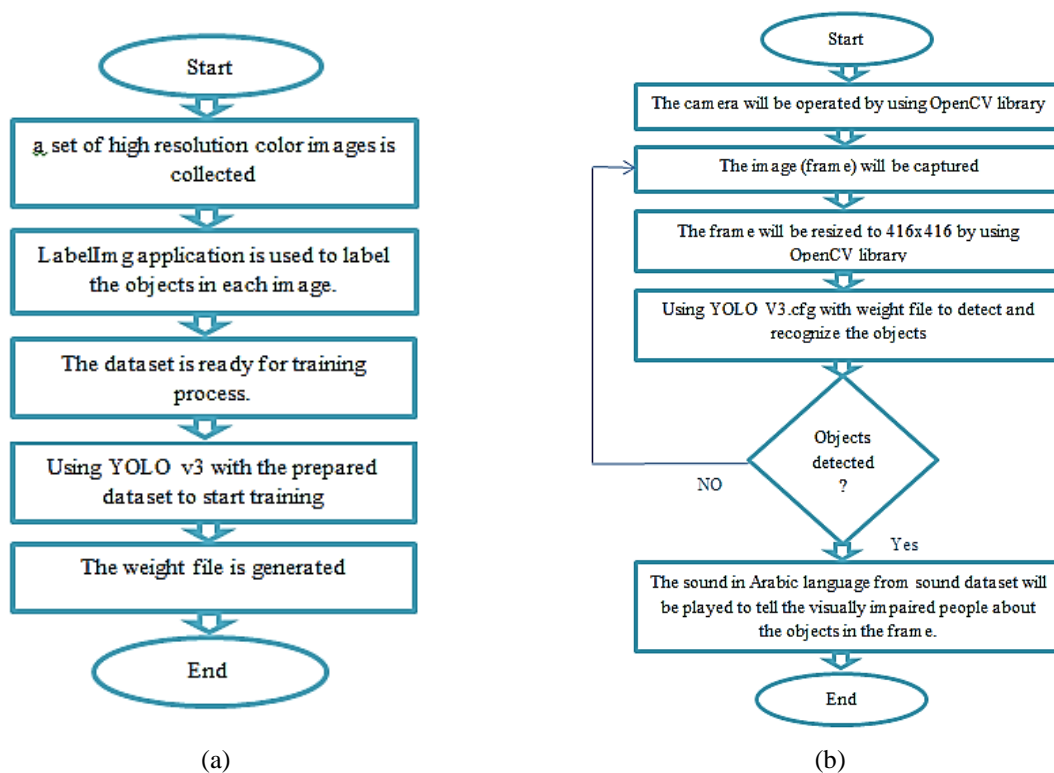 Start
a set of high resolution color images is
collected
LabelImg application is used to label
the objects in each image.
The dataset is ready for training
process.
Using YOLO v3 with the prepared
dataset to start training
The weight file is generated
End
(a)
Start
The camera will be operated by using OpenCV library
The image (frame) will be captured
The frame will be resized to 416x416 by using
OpenCV library
Using YOLO V3.cfg with weight file to detect and
recognize the objects
Objects
detected
?
NO
Yes
The sound in Arabic language from sound dataset will
be played to tell the visually impaired people about
the objects in the frame.
End
(b)